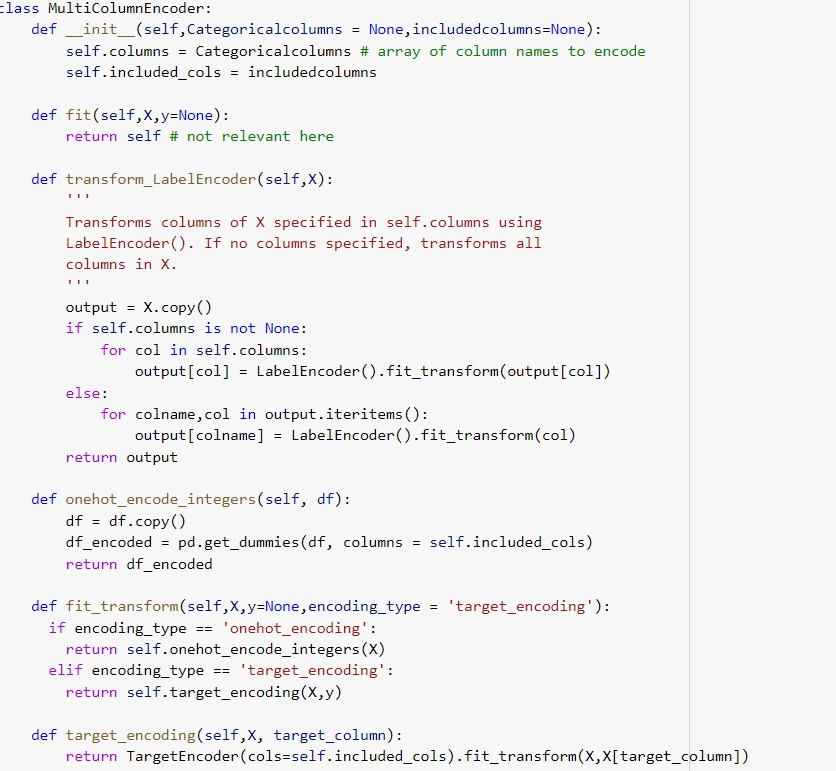 class MultiColumnEncoder:
    def __init__(self,Categoricalcolumns = None,includedcolumns=None):
        self.columns = Categoricalcolumns # array of column names to encode
        self.included_cols = includedcolumns
    def fit(self,X,y=None):
        return self # not relevant here
    def transform_LabelEncoder(self,X):
        '''
        Transforms columns of X specified in self.columns using
        LabelEncoder(). If no columns specified, transforms all
        columns in X.
        '''
        output = X.copy()
        if self.columns is not None:
            for col in self.columns:
                output[col] = LabelEncoder().fit_transform(output[col])
        else:
            for colname,col in output.iteritems():
                output[colname] = LabelEncoder().fit_transform(col)
        return output
    def onehot_encode_integers(self, df):
        df = df.copy()
        df_encoded = pd.get_dummies(df, columns = self.included_cols)
        return df_encoded
    def fit_transform(self,X,y=None,encoding_type = 'target_encoding'):
      if encoding_type == 'onehot_encoding':
        return self.onehot_encode_integers(X)
      elif encoding_type == 'target_encoding':
        return self.target_encoding(X,y)
    def target_encoding(self,X, target_column):
        return TargetEncoder(cols=self.included_cols).fit_transform(X,X[target_column])